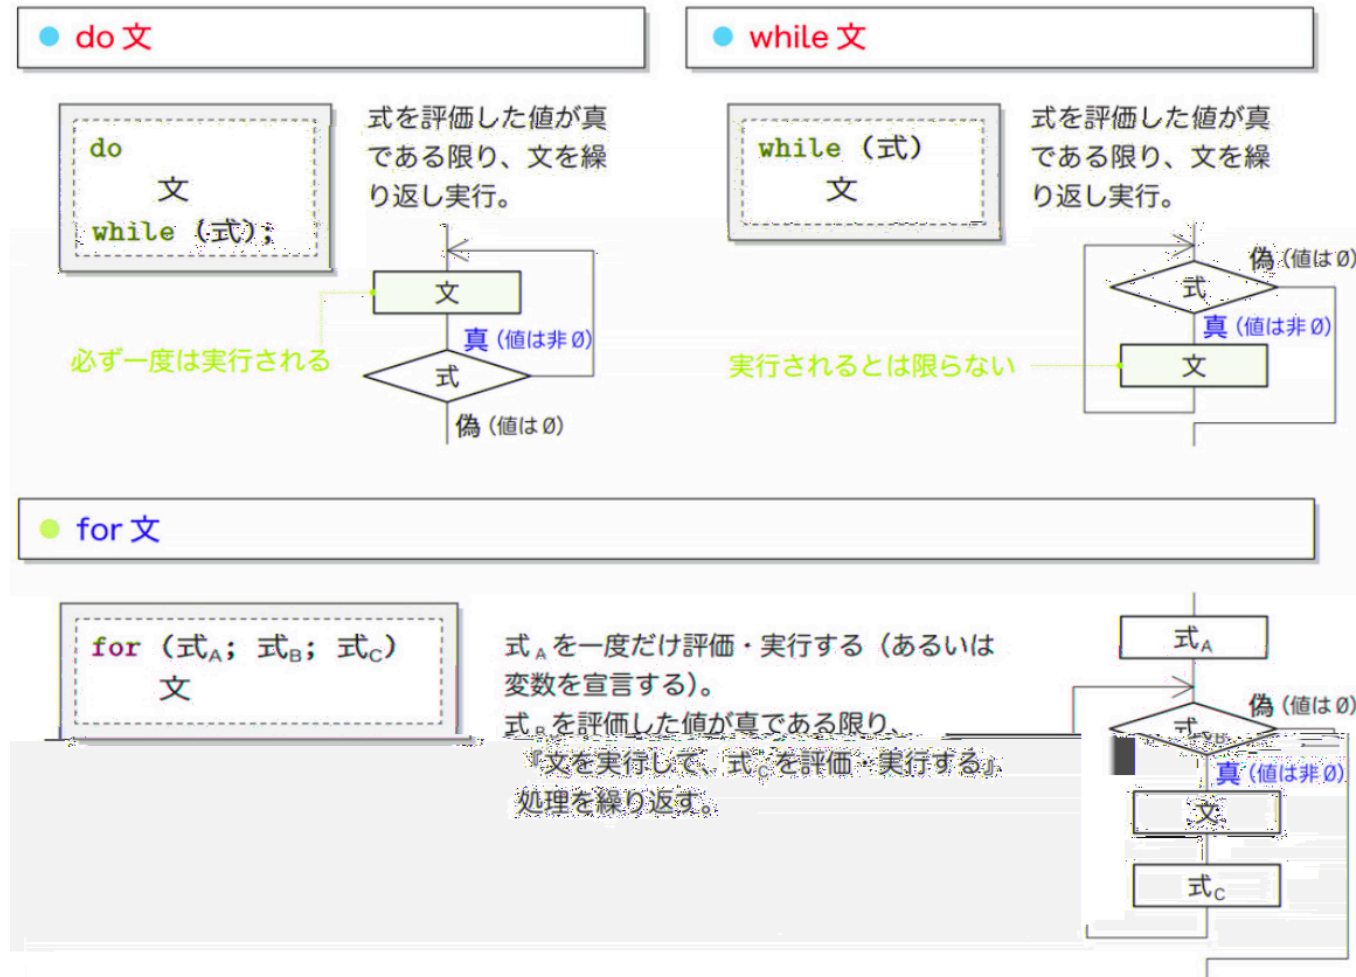 do 文
do
文
while (式);
式を評価した値が真
である限り、文を繰
り返し実行。
文
真 (値は非0)
式
偽 (値は0)
必ず一度は実行される
while 文
while (式)
文
式を評価した値が真
である限り、文を繰
り返し実行。
偽 (値は0)
式
真 (値は非0)
文
実行されるとは限らない
for 文
for (式A; 式B; 式C)
文
式Aを一度だけ評価・実行する（あるいは
変数を宣言する）。
式Bを評価した値が真である限り、
『文を実行して、式Cを評価・実行する』
処理を繰り返す。
式A
偽 (値は0)
式B
真 (値は非0)
文
式C